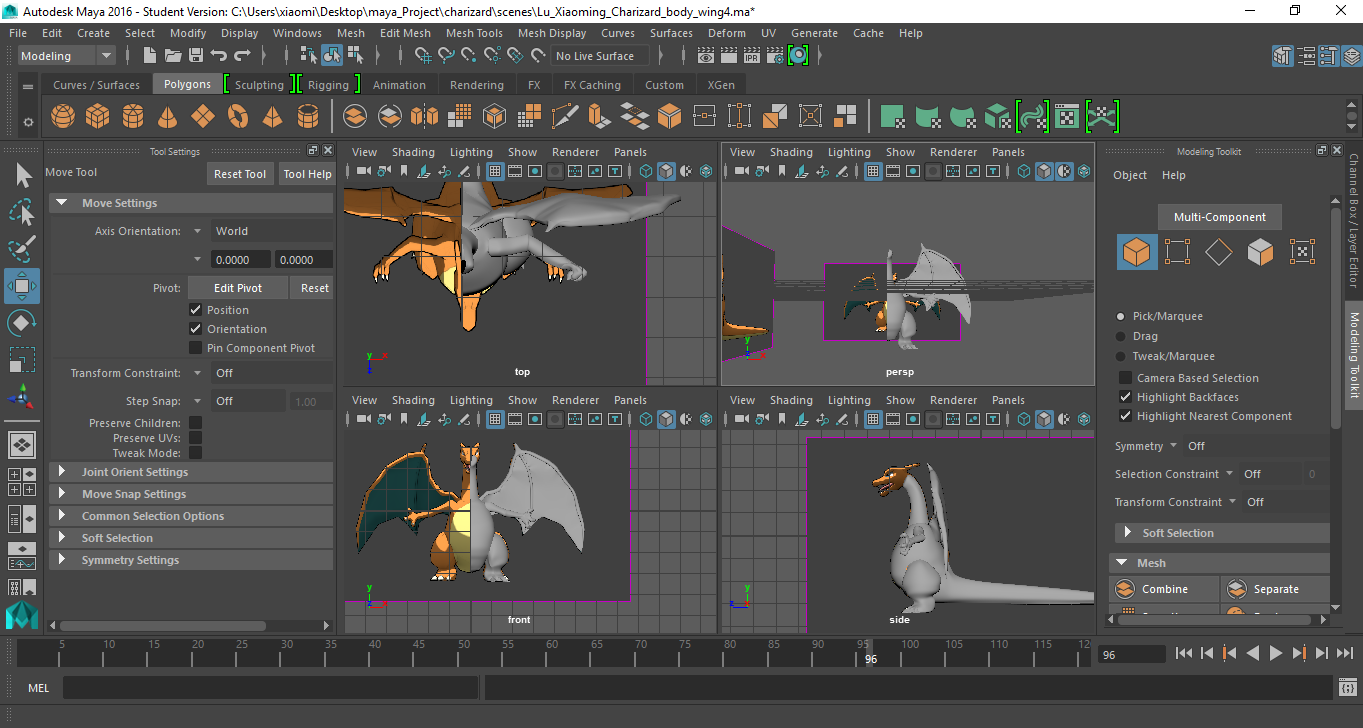 Autodesk Maya 2016 - Student Version: C:\Users\xiaomi\Desktop\maya_Project\charizard\scenes\Lu_Xiaoming_Charizard_body_wing4.ma*
File Edit Create Select Modify Display Windows Mesh Edit Mesh Mesh Tools Mesh Display Curves Surfaces Deform UV Generate Cache Help
Modeling No Live Surface
Curves / Surfaces Polygons Sculpting Rigging Animation Rendering FX FX Caching Custom XGen
Tool Settings
Move Tool Reset Tool Tool Help
Move Settings
Axis Orientation: World
0.0000 0.0000
Pivot: Edit Pivot Reset
Position
Orientation
Pin Component Pivot
Transform Constraint: Off
Step Snap: Off 1.00
Preserve Children:
Preserve UVs:
Tweak Mode:
Joint Orient Settings
Move Snap Settings
Common Selection Options
Soft Selection
Symmetry Settings
View Shading Lighting Show Renderer Panels
y x z
top
View Shading Lighting Show Renderer Panels
y x z
persp
View Shading Lighting Show Renderer Panels
y z x
front
View Shading Lighting Show Renderer Panels
y z x
side
Modeling Toolkit
Object Help
Multi-Component
Pick/Marquee
Drag
Tweak/Marquee
Camera Based Selection
Highlight Backfaces
Highlight Nearest Component
Symmetry Off
Selection Constraint Off 0
Transform Constraint Off
Soft Selection
Mesh
Combine Separate
Channel Box / Layer Editor
Modeling Toolkit
5 10 15 20 25 30 35 40 45 50 55 60 65 70 75 80 85 90 95 100 105 110 115 12
96
96
MEL